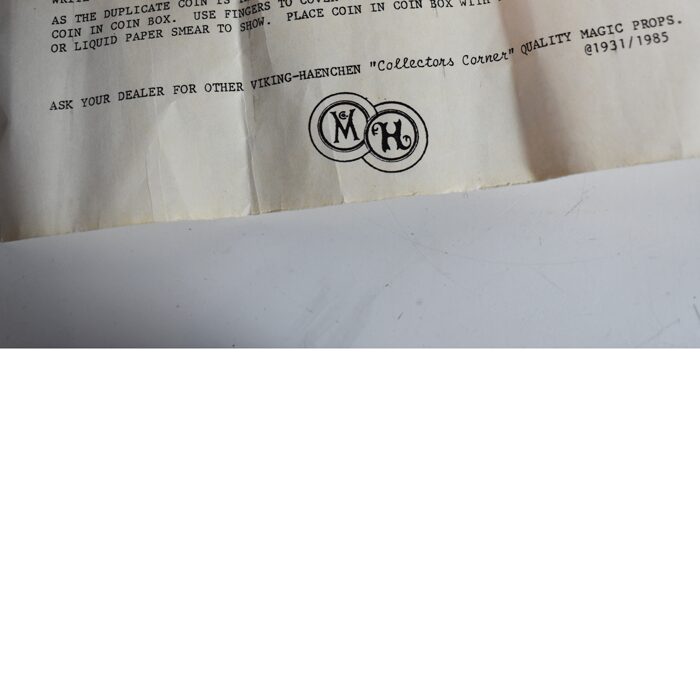 AS THE DUPLICATE COIN IS
USE FINGERS TO COVER
COIN IN COIN BOX. PLACE COIN IN COIN BOX WITH
OR LIQUID PAPER SMEAR TO SHOW.
ASK YOUR DEALER FOR OTHER VIKING-HAENCHEN "Collectors Corner" QUALITY MAGIC PROPS.
@1931/1985
M H